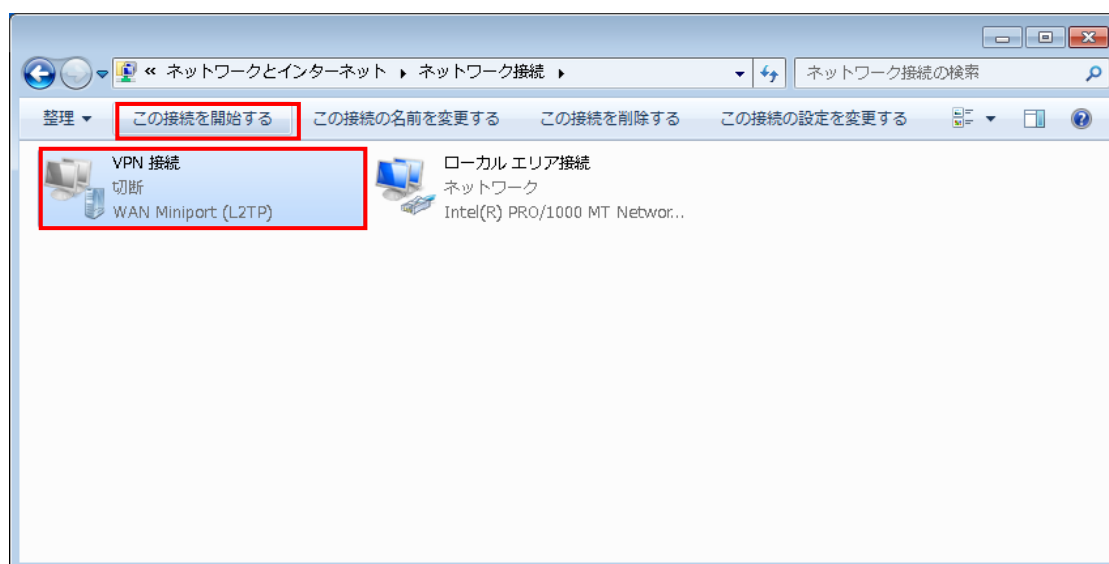 « ネットワークとインターネット ▸ ネットワーク接続 ▸ ネットワーク接続の検索
整理 ▼ この接続を開始する この接続の名前を変更する この接続を削除する この接続の設定を変更する
VPN 接続
切断
WAN Miniport (L2TP)
ローカル エリア接続
ネットワーク
Intel(R) PRO/1000 MT Networ...